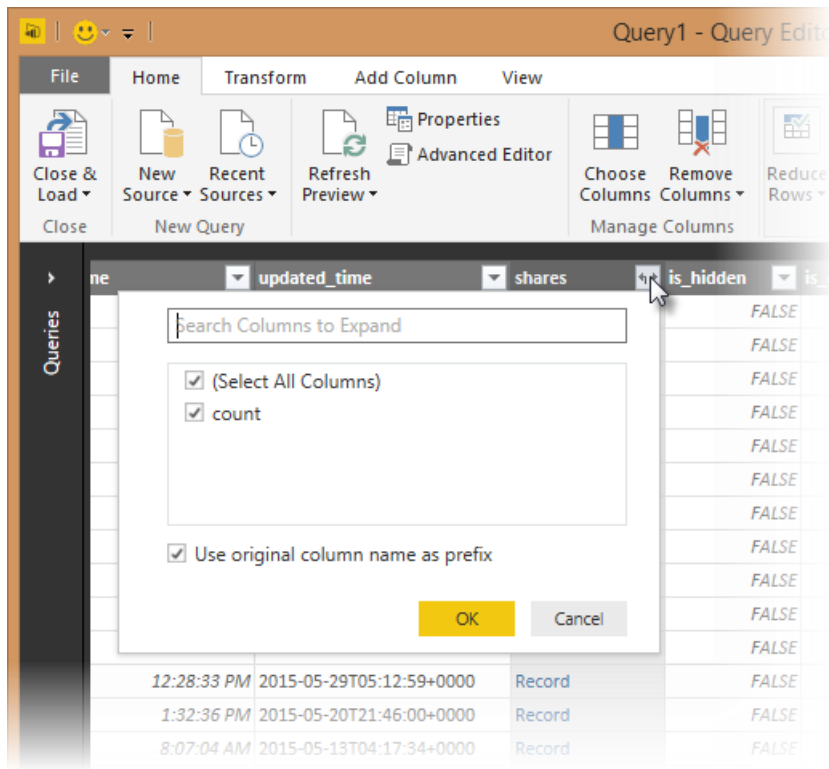 Query1 - Query Edito
File Home Transform Add Column View
Properties
Advanced Editor
Close & Load
New Source
Recent Sources
Refresh Preview
Choose Columns
Remove Columns
Reduce Rows
Close
New Query
Manage Columns
Queries
me updated_time shares is_hidden is_
Search Columns to Expand
(Select All Columns)
count
Use original column name as prefix
OK Cancel
FALSE
FALSE
FALSE
FALSE
FALSE
FALSE
FALSE
FALSE
FALSE
FALSE
FALSE
12:28:33 PM 2015-05-29T05:12:59+0000 Record FALSE
1:32:36 PM 2015-05-20T21:46:00+0000 Record FALSE
8:07:04 AM 2015-05-13T04:17:34+0000 Record FALSE